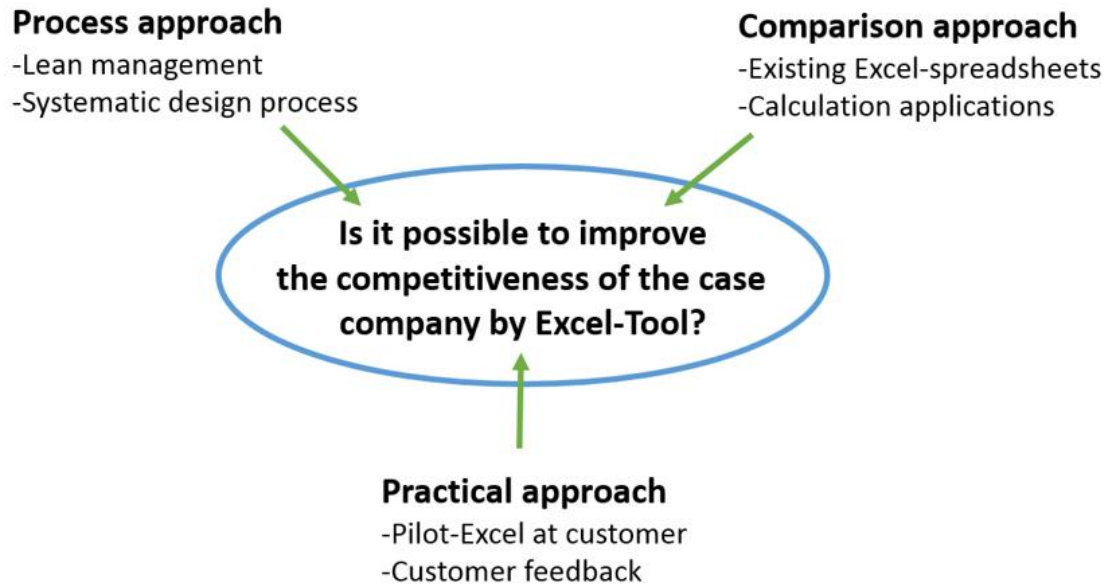 Process approach
-Lean management
-Systematic design process
Comparison approach
-Existing Excel-spreadsheets
-Calculation applications
Is it possible to improve
the competitiveness of the case
company by Excel-Tool?
Practical approach
-Pilot-Excel at customer
-Customer feedback